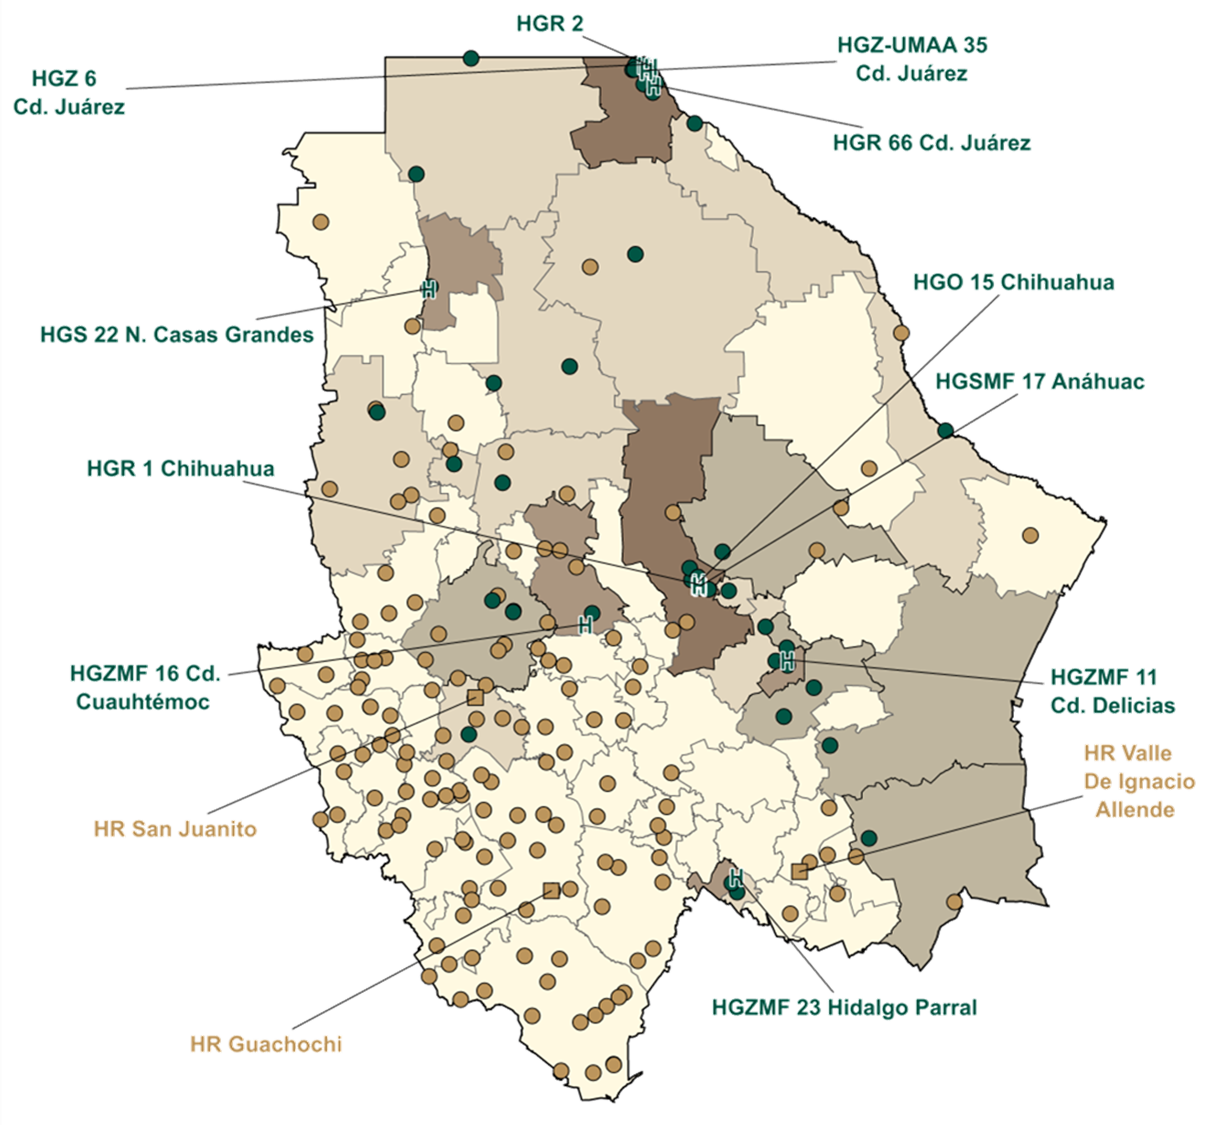 HGR 2
HGZ-UMAA 35
Cd. Juárez
HGZ 6
Cd. Juárez
HGR 66 Cd. Juárez
HGO 15 Chihuahua
HGS 22 N. Casas Grandes
HGSMF 17 Anáhuac
HGR 1 Chihuahua
HGZMF 16 Cd.
Cuauhtémoc
HGZMF 11
Cd. Delicias
HR Valle
De Ignacio
Allende
HR San Juanito
HGZMF 23 Hidalgo Parral
HR Guachochi